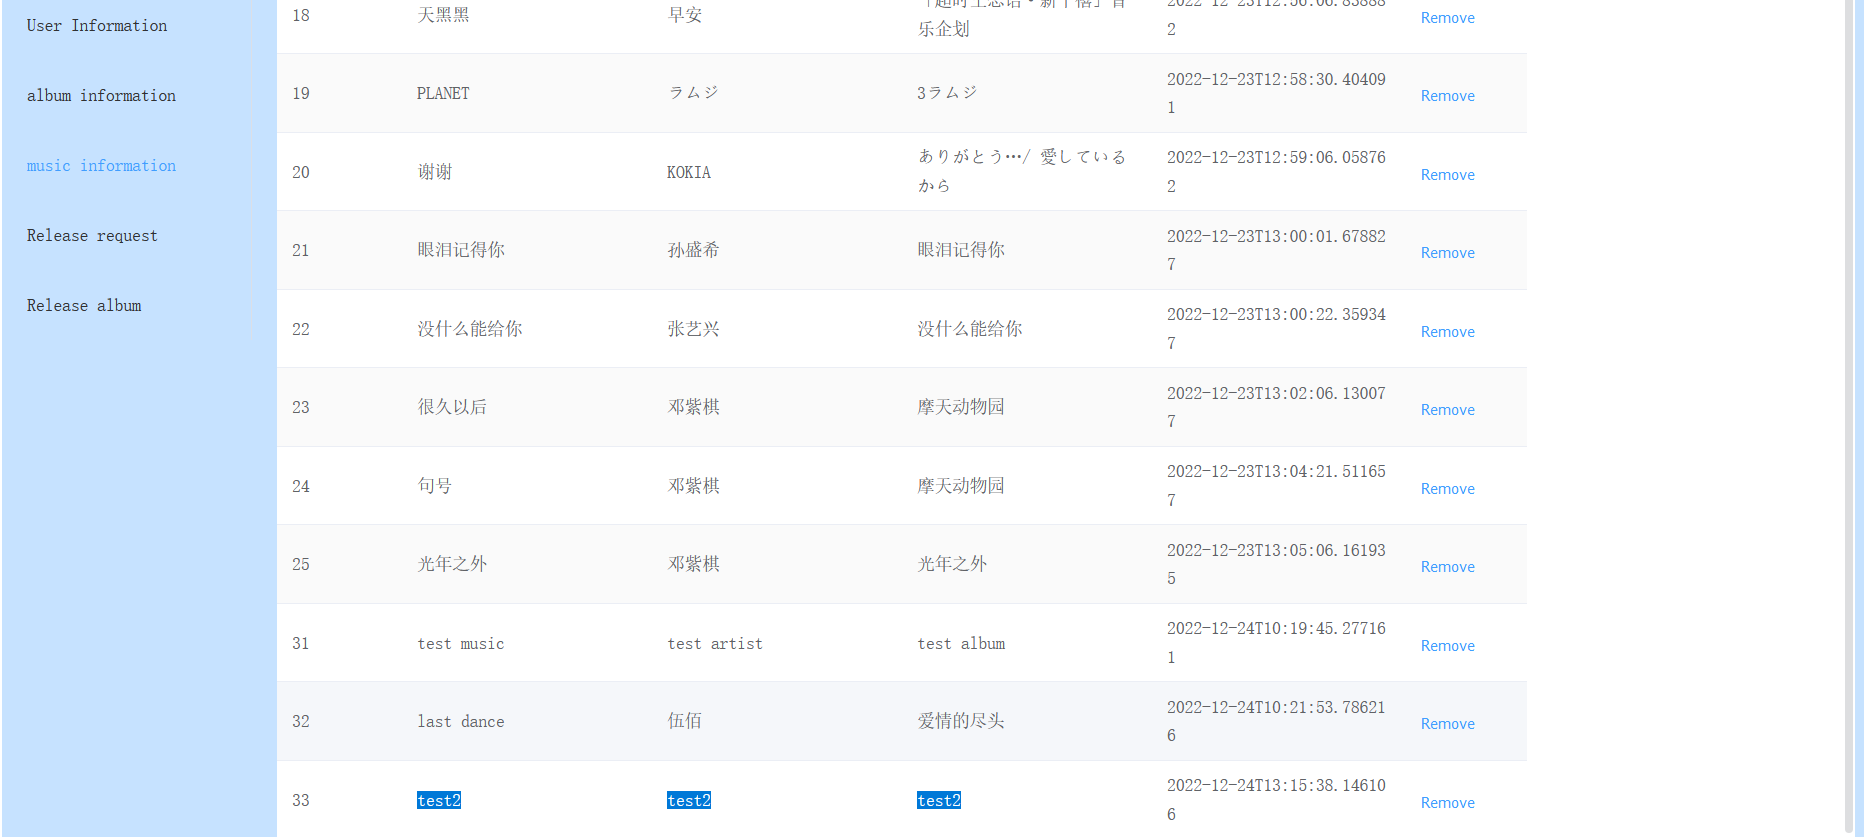 User Information
album information
music information
Release request
Release album
18 天黑黑 早安 Remove
乐企划
2
19 PLANET ラムジ 3ラムジ 2022-12-23T12:58:30.40409 Remove
1
20 谢谢 KOKIA ありがとう…/ 愛している 2022-12-23T12:59:06.05876 Remove
から 2
21 眼泪记得你 孙盛希 眼泪记得你 2022-12-23T13:00:01.67882 Remove
7
22 没什么能给你 张艺兴 没什么能给你 2022-12-23T13:00:22.35934 Remove
7
23 很久以后 邓紫棋 摩天动物园 2022-12-23T13:02:06.13007 Remove
7
24 句号 邓紫棋 摩天动物园 2022-12-23T13:04:21.51165 Remove
7
25 光年之外 邓紫棋 光年之外 2022-12-23T13:05:06.16193 Remove
5
31 test music test artist test album 2022-12-24T10:19:45.27716 Remove
1
32 last dance 伍佰 爱情的尽头 2022-12-24T10:21:53.78621 Remove
6
33 test2 test2 test2 2022-12-24T13:15:38.14610 Remove
6